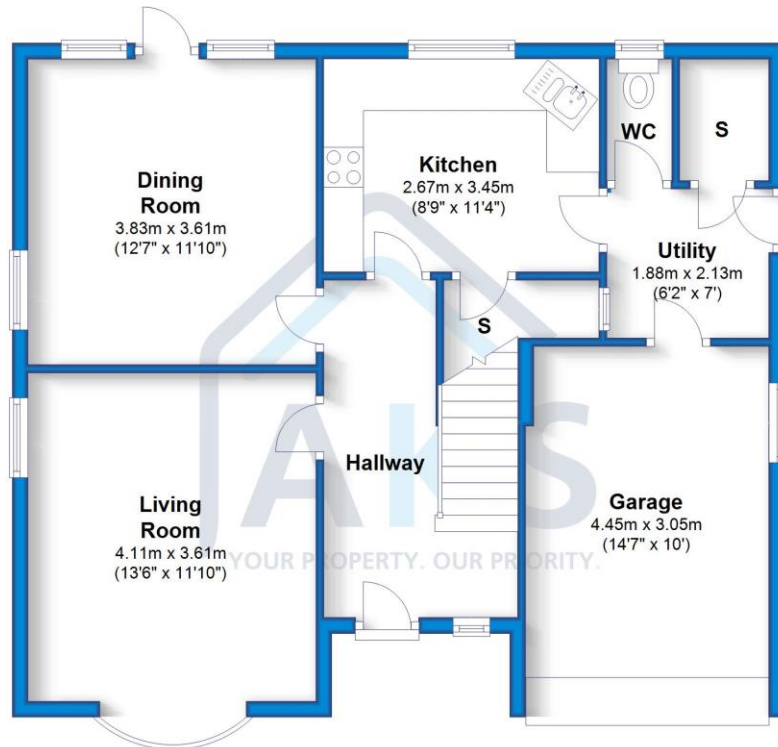 Dining
Room
3.83m x 3.61m
(12'7" x 11'10")
Kitchen
2.67m x 3.45m
(8'9" x 11'4")
WC
S
Utility
1.88m x 2.13m
(6'2" x 7')
S
Hallway
AKS
YOUR PROPERTY. OUR PRIORITY.
Living
Room
4.11m x 3.61m
(13'6" x 11'10")
Garage
4.45m x 3.05m
(14'7" x 10')